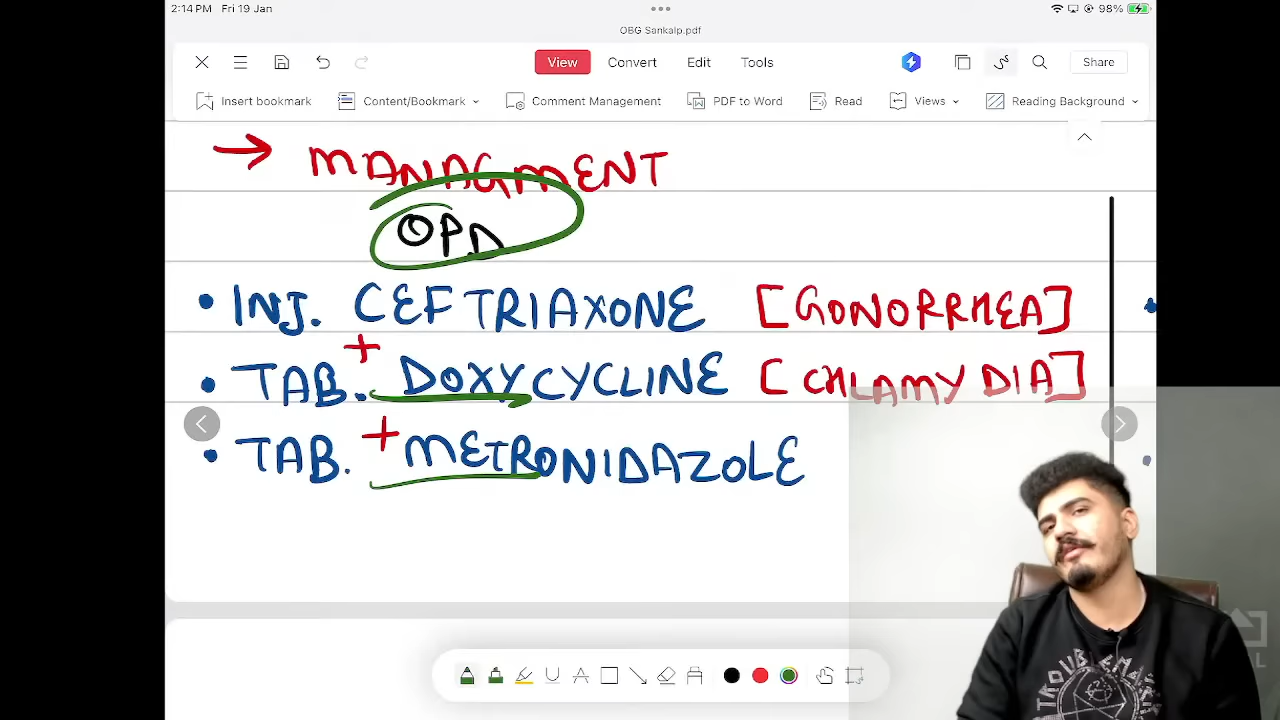 2:14 PM Fri 19 Jan
98%
OBG Sankalp.pdf
View Convert Edit Tools Share
Insert bookmark Content/Bookmark Comment Management PDF to Word Read Views Reading Background
→ MANAGMENT
OPD
• INJ. CEFTRIAXONE [GONORRHEA]
+
• TAB. DOXYCYCLINE [CHLAMYDIA]
+
• TAB. METRONIDAZOLE